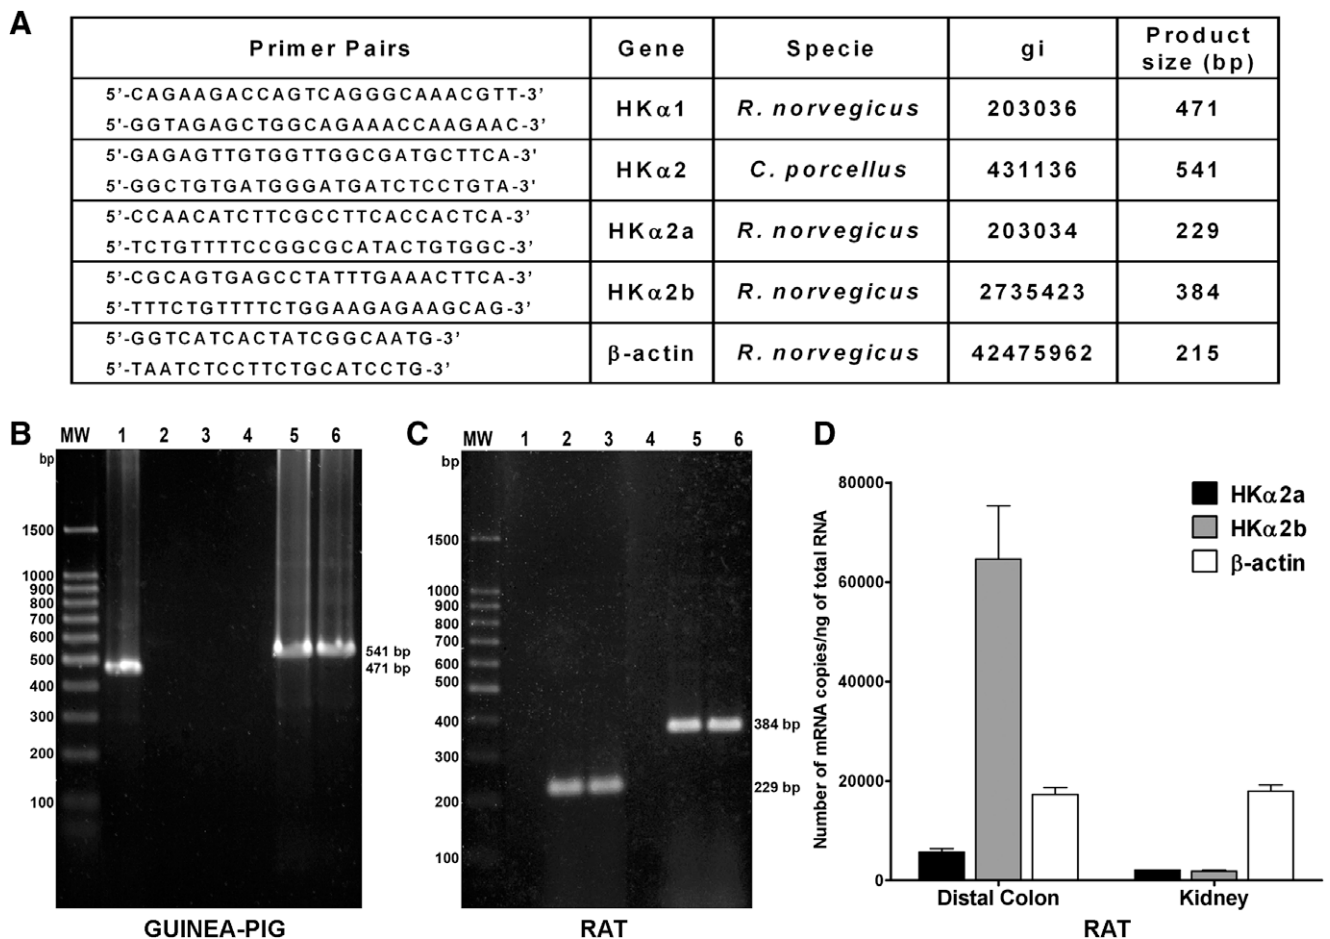 A
Primer Pairs Gene Specie gi Product size (bp)
5’-CAGAAGACCAGTCAGGGCAAACGTT-3’
5'-GGTAGAGCTGGCAGAAACCAAGAAC-3’
HKα1 R. norvegicus 203036 471
5'-GAGAGTTGTGGTTGGCGATGCTTCA-3'
5'-GGCTGTGATGGGATGATCTCCTGTA-3'
HKα2 C. porcellus 431136 541
5’-CCAACATCTTCGCCTTCACCACTCA-3’
5’-TCTGTTTTCCGGCGCATACTGTGGC-3’
HKα2a R. norvegicus 203034 229
5’-CGCAGTGAGCCTATTTGAAACTTCA-3’
5’-TTTCTGTTTTCTGGAAGAGAAGCAG-3’
HKα2b R. norvegicus 2735423 384
5’-GGTCATCACTATCGGCAATG-3’
5’-TAATCTCCTTCTGCATCCTG-3’
β-actin R. norvegicus 42475962 215
B
MW 1 2 3 4 5 6
bp
1500
1000
900
800
700
600
500
400
300
200
100
541 bp
471 bp
GUINEA-PIG
C
MW 1 2 3 4 5 6
bp
1500
1000
900
800
700
600
500
400
300
200
100
384 bp
229 bp
RAT
D
Number of mRNA copies/ng of total RNA
80000
60000
40000
20000
0
HKα2a
HKα2b
β-actin
Distal Colon Kidney
RAT